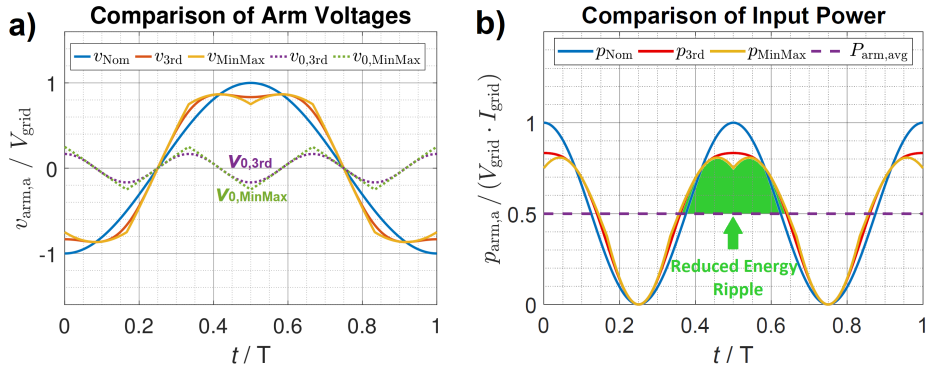 a)
Comparison of Arm Voltages
v_Nom v_3rd v_MinMax v_0,3rd v_0,MinMax
v_arm,a / V_grid
1
0
-1
v_0,3rd
v_0,MinMax
0 0.2 0.4 0.6 0.8 1
t / T
b)
Comparison of Input Power
p_Nom p_3rd p_MinMax P_arm,avg
p_arm,a / (V_grid · I_grid)
1
0.5
0
Reduced Energy
Ripple
0 0.2 0.4 0.6 0.8 1
t / T